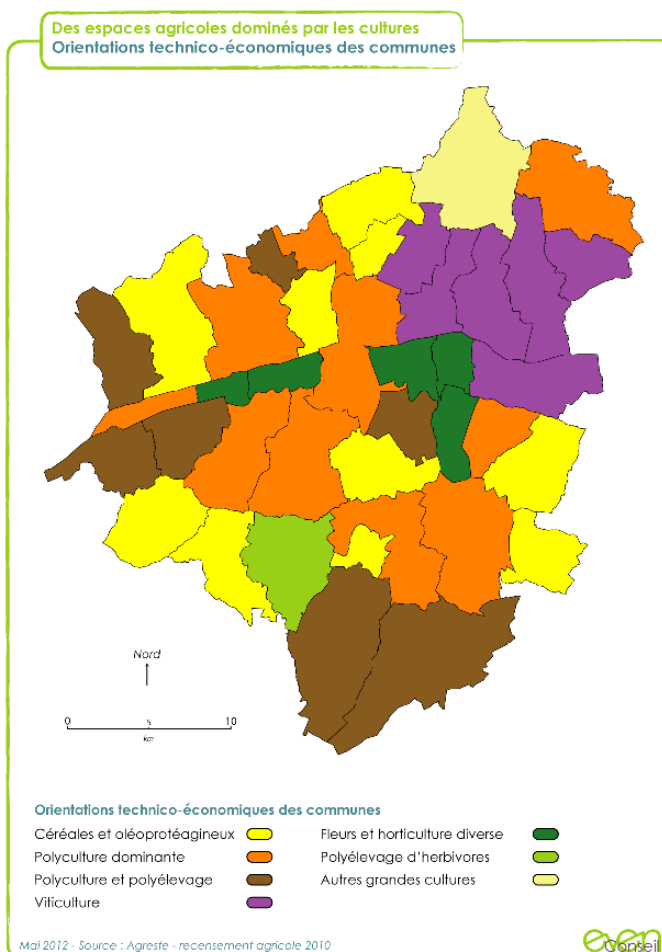 Des espaces agricoles dominés par les cultures
Orientations technico-économiques des communes
Nord
0 5 10
km
Orientations technico-économiques des communes
Céréales et oléoprotéagineux
Polyculture dominante
Polyculture et polyélevage
Viticulture
Fleurs et horticulture diverse
Polyélevage d'herbivores
Autres grandes cultures
Mai 2012 - Source : Agreste - recensement agricole 2010
even
Conseil